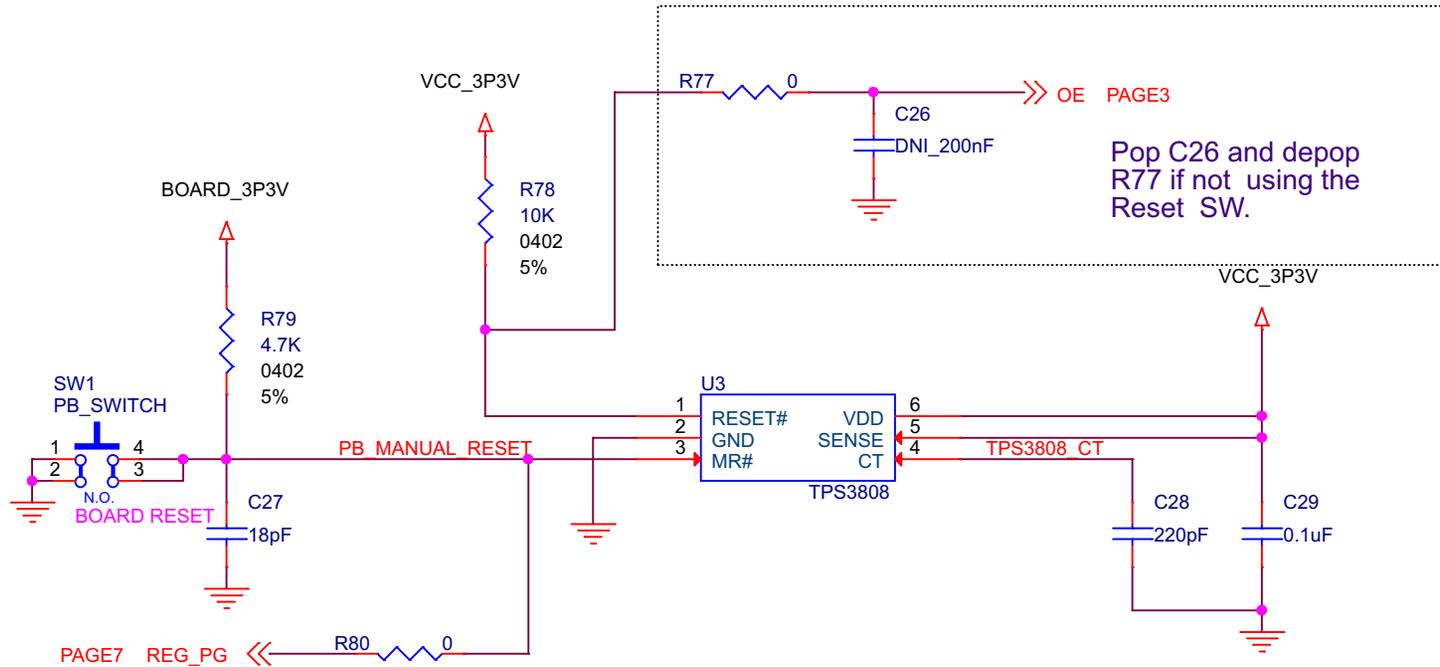 VCC_3P3V
R77 0
OE PAGE3
C26
DNI_200nF
Pop C26 and depop
R77 if not using the
Reset SW.
BOARD_3P3V
R78
10K
0402
5%
VCC_3P3V
R79
4.7K
0402
5%
SW1
PB_SWITCH
1 4
2 3
N.O.
BOARD RESET
PB_MANUAL_RESET
C27
18pF
U3
1 RESET# VDD 6
2 GND SENSE 5
3 MR# CT 4
TPS3808
TPS3808_CT
C28
220pF
C29
0.1uF
PAGE7 REG_PG
R80 0